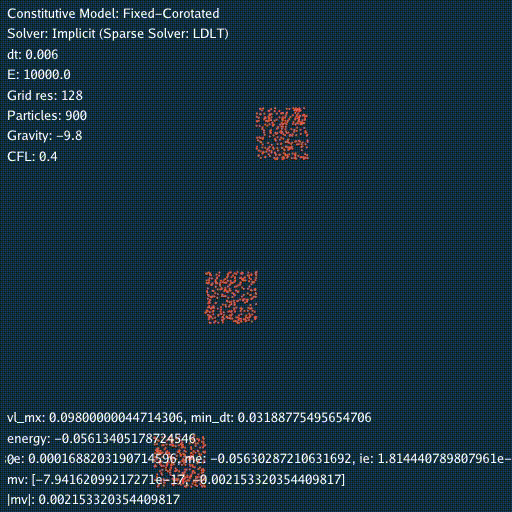 Constitutive Model: Fixed-Corotated
Solver: Implicit (Sparse Solver: LDLT)
dt: 0.006
E: 10000.0
Grid res: 128
Particles: 900
Gravity: -9.8
CFL: 0.4
vl_mx: 0.09800000044714306, min_dt: 0.03188775495654706
energy: -0.05613405178724546
0.0001688203190714596, me: -0.05630287210631692, ie: 1.814440789807961e-
mv: [-7.94162099217271e-17, -0.002153320354409817]
|mv|: 0.002153320354409817